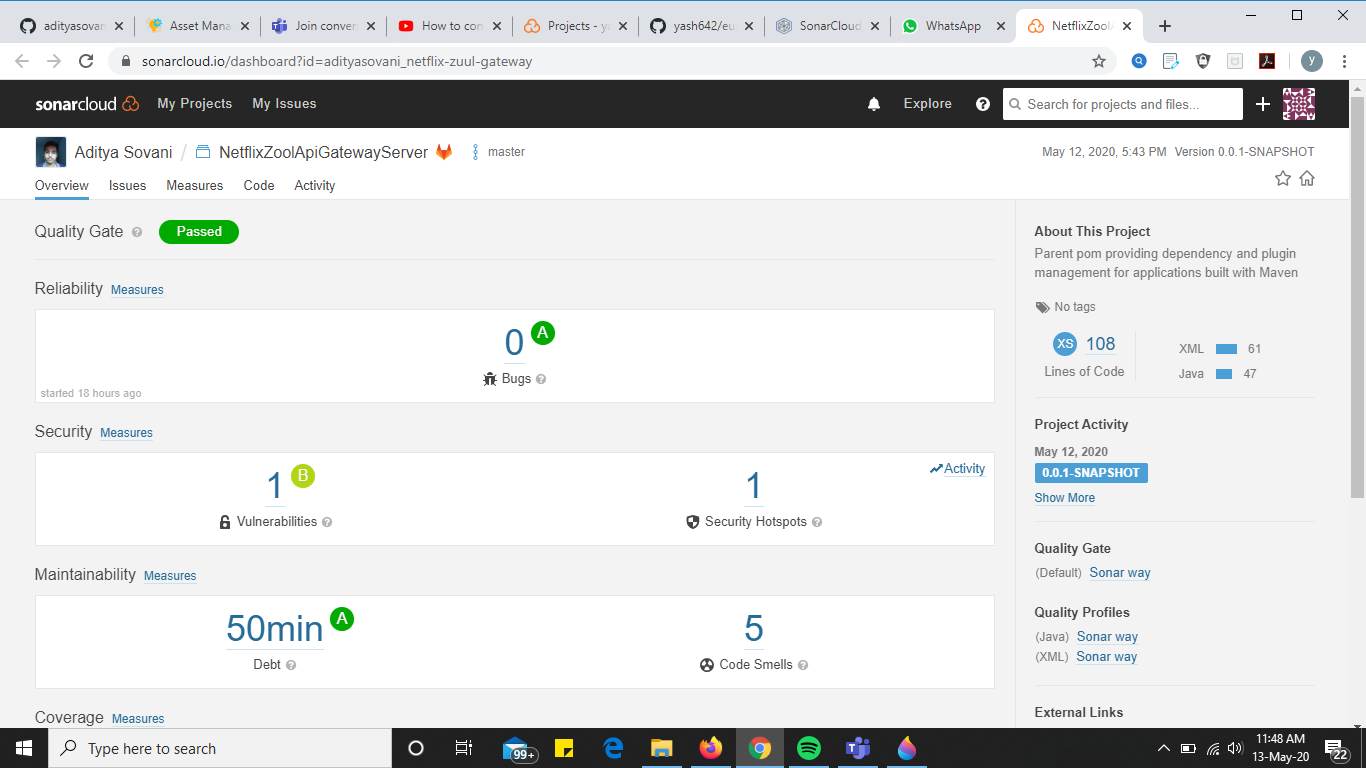 adityasovan
Asset Mana
Join conver
How to con
Projects - ya
yash642/eu
SonarCloud
WhatsApp
NetflixZool
sonarcloud.io/dashboard?id=adityasovani_netflix-zuul-gateway
y
sonarcloud
My Projects
My Issues
Explore
Search for projects and files...
Aditya Sovani / NetflixZoolApiGatewayServer
master
May 12, 2020, 5:43 PM Version 0.0.1-SNAPSHOT
Overview
Issues
Measures
Code
Activity
Quality Gate ?
Passed
Reliability Measures
0 A
Bugs ?
started 18 hours ago
Security Measures
1 B
Vulnerabilities ?
1
Security Hotspots ?
Activity
Maintainability Measures
50min A
Debt ?
5
Code Smells ?
Coverage Measures
About This Project
Parent pom providing dependency and plugin
management for applications built with Maven
No tags
XS 108
Lines of Code
XML 61
Java 47
Project Activity
May 12, 2020
0.0.1-SNAPSHOT
Show More
Quality Gate
(Default) Sonar way
Quality Profiles
(Java) Sonar way
(XML) Sonar way
External Links
Type here to search
99+
11:48 AM
13-May-20
22